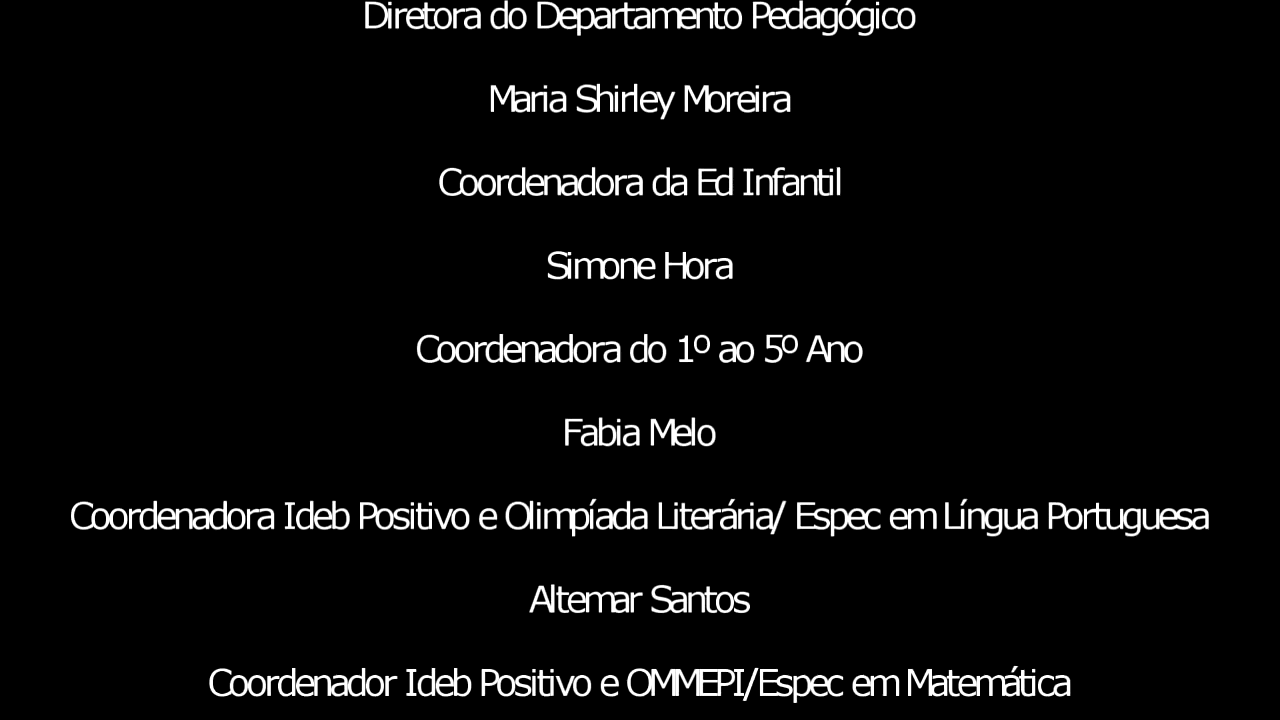 Diretora do Departamento Pedagógico
Maria Shirley Moreira
Coordenadora da Ed Infantil
Simone Hora
Coordenadora do 1º ao 5º Ano
Fabia Melo
Coordenadora Ideb Positivo e Olimpíada Literária/ Espec em Língua Portuguesa
Altemar Santos
Coordenador Ideb Positivo e OMMEPI/Espec em Matemática